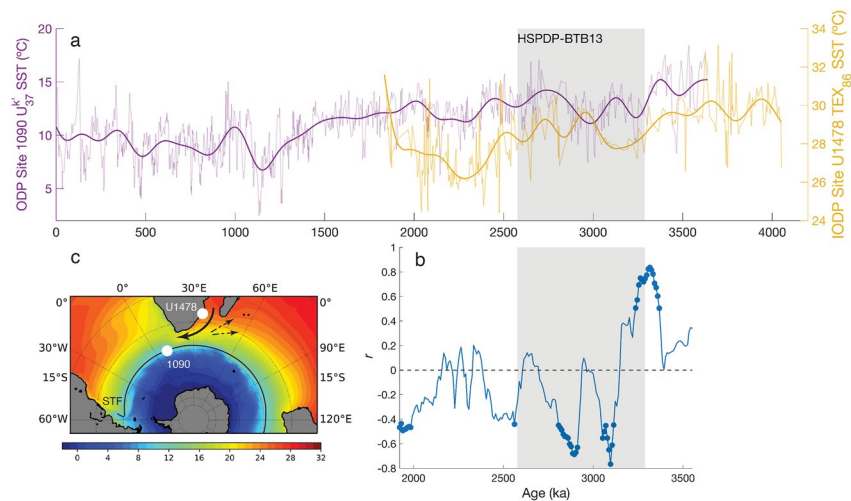 a
HSPDP-BTB13
20
15
10
5
ODP Site 1090 U37k' SST (ºC)
34
32
30
28
26
24
IODP Site U1478 TEX86 SST (ºC)
0 500 1000 1500 2000 2500 3000 3500 4000
c
0° 30°E 60°E
0° 0°
30°W 90°E
15°S 15°S
60°W 120°E
U1478
1090
STF
0 4 8 12 16 20 24 28 32
b
1
0.8
0.6
0.4
0.2
0
-0.2
-0.4
-0.6
-0.8
r
2000 2500 3000 3500
Age (ka)